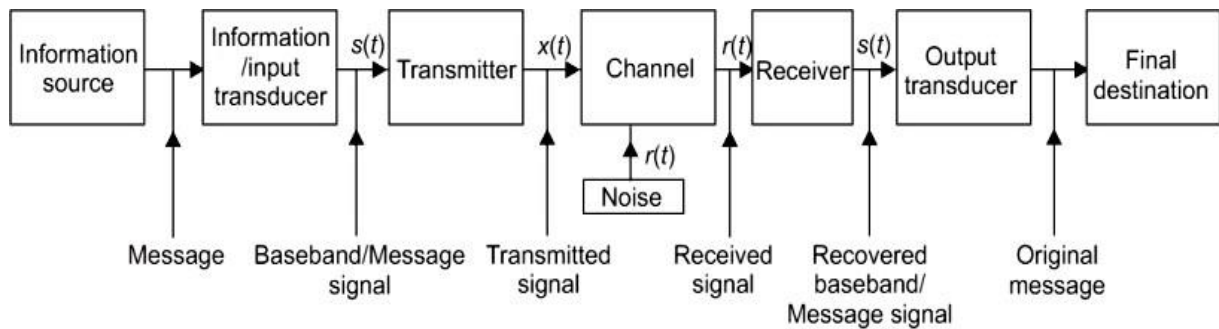 Information
source
Information
/input
transducer
s(t)
Transmitter
x(t)
Channel
r(t)
Receiver
s(t)
Output
transducer
Final
destination
r(t)
Noise
Message
Baseband/Message
signal
Transmitted
signal
Received
signal
Recovered
baseband/
Message signal
Original
message